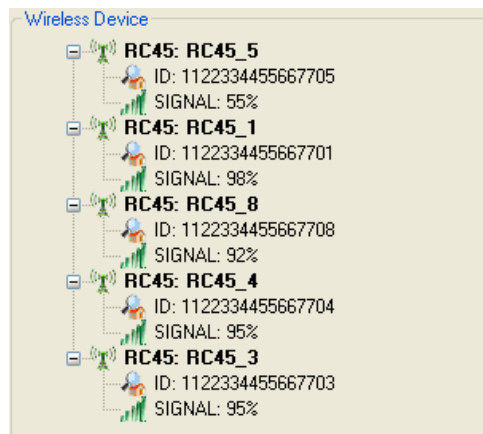 Wireless Device
RC45: RC45_5
ID: 1122334455667705
SIGNAL: 55%
RC45: RC45_1
ID: 1122334455667701
SIGNAL: 98%
RC45: RC45_8
ID: 1122334455667708
SIGNAL: 92%
RC45: RC45_4
ID: 1122334455667704
SIGNAL: 95%
RC45: RC45_3
ID: 1122334455667703
SIGNAL: 95%